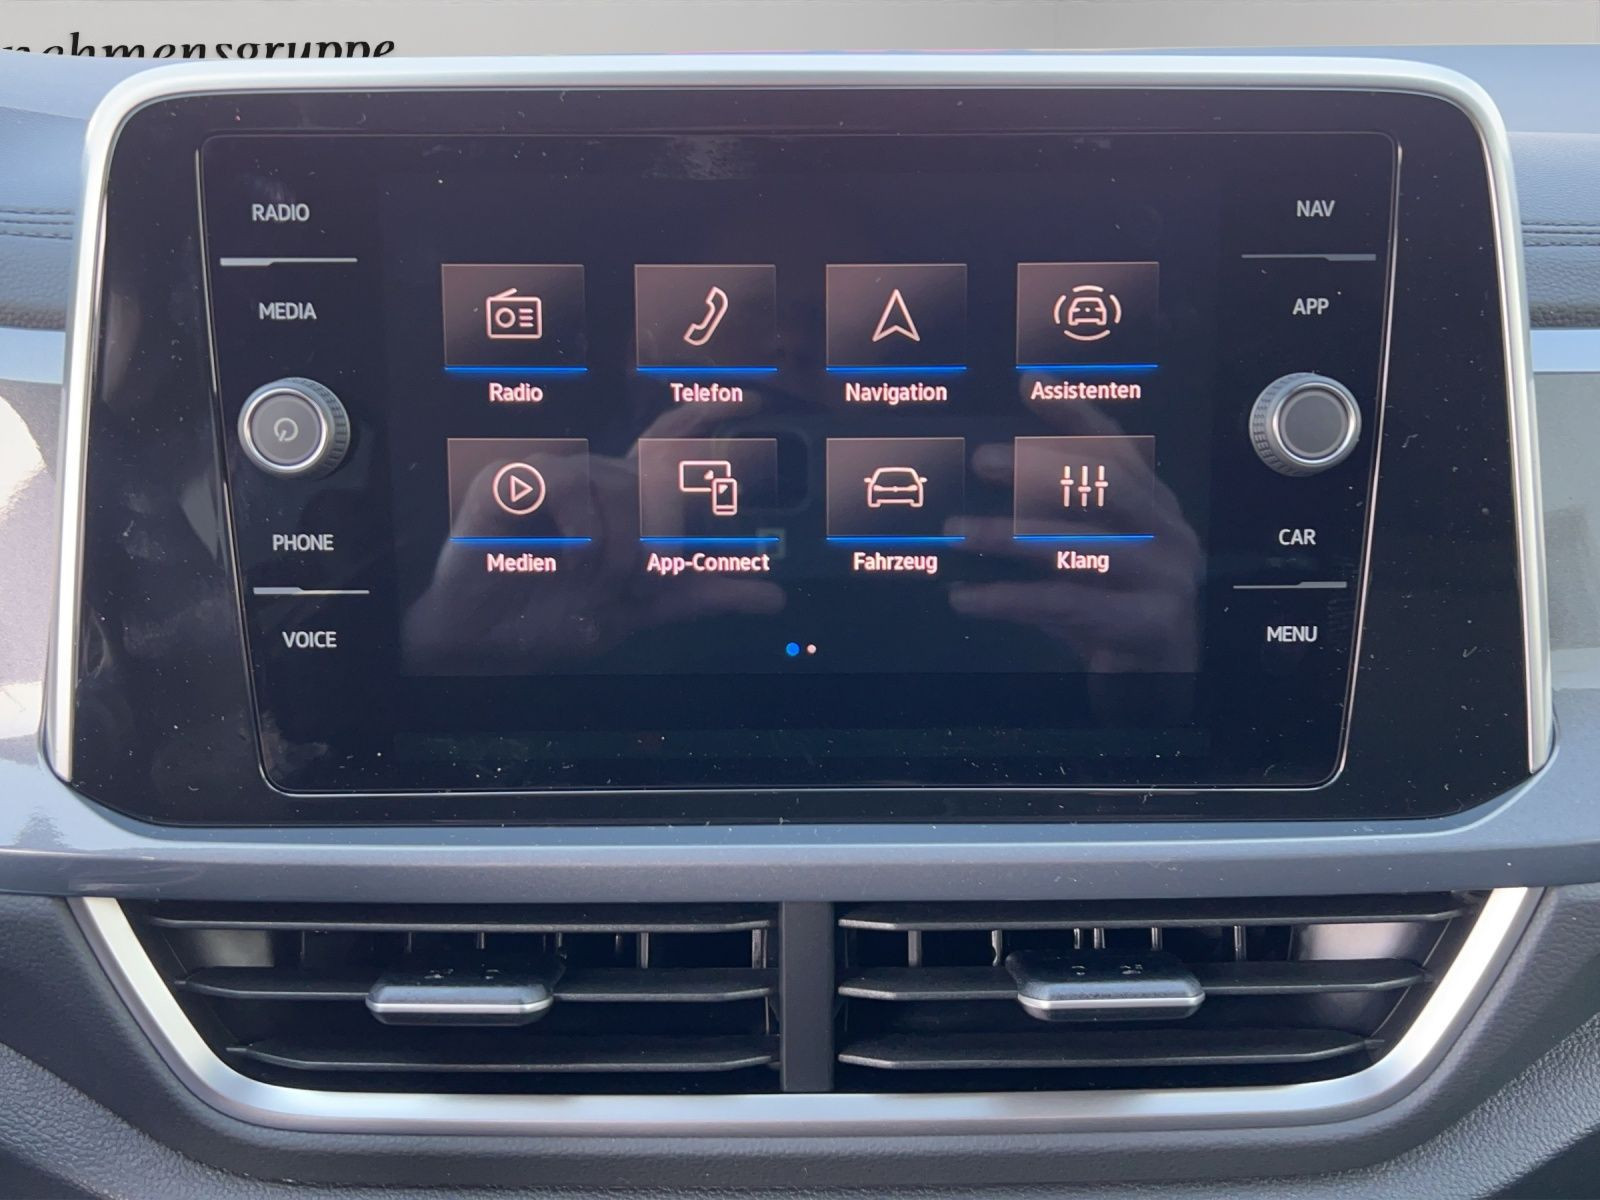 RADIO
NAV
MEDIA
APP
Radio
Telefon
Navigation
Assistenten
PHONE
CAR
Medien
App-Connect
Fahrzeug
Klang
VOICE
MENU